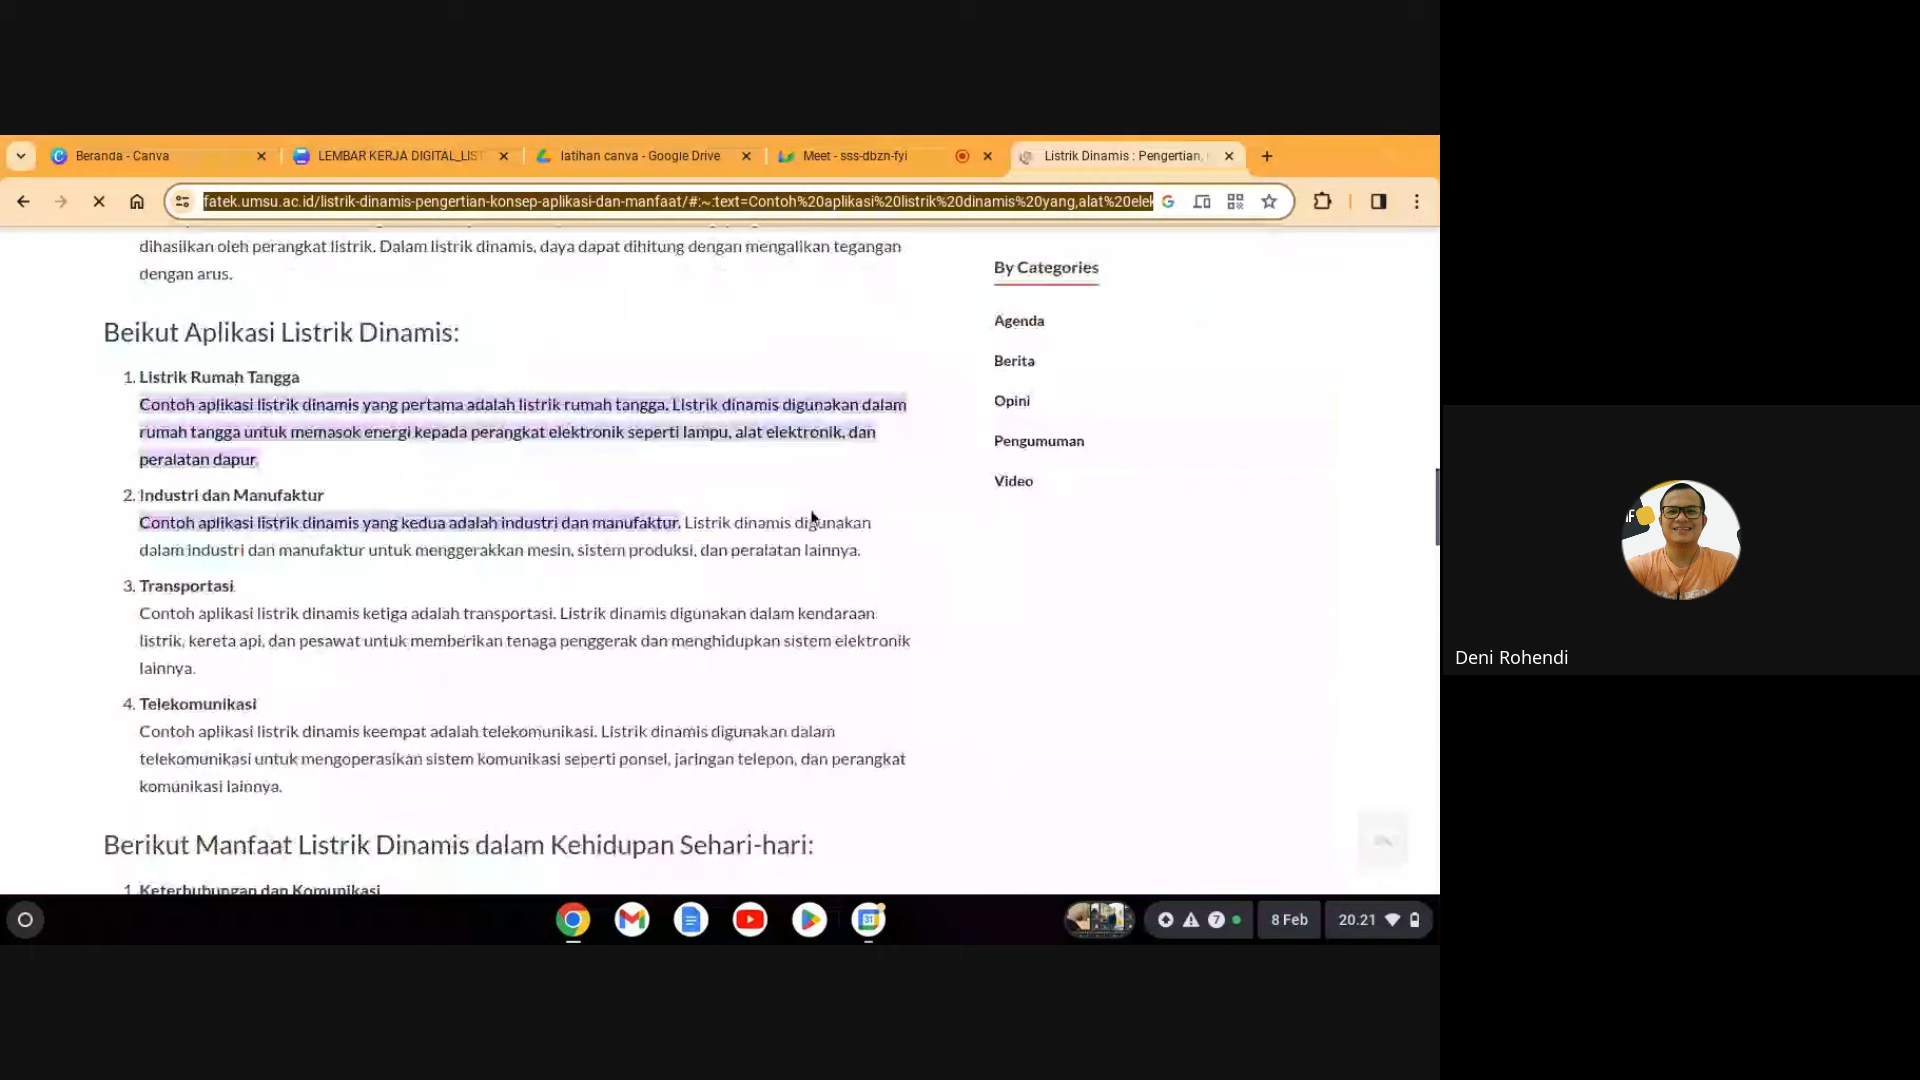 Beranda - Canva
LEMBAR KERJA DIGITAL_LIS
latihan canva - Google Drive
Meet - sss-dbzn-fyi
Listrik Dinamis : Pengertian,
fatek.umsu.ac.id/listrik-dinamis-pengertian-konsep-aplikasi-dan-manfaat/#:~:text=Contoh%20aplikasi%20listrik%20dinamis%20yang,alat%20elek
dihasilkan oleh perangkat listrik. Dalam listrik dinamis, daya dapat dihitung dengan mengalikan tegangan
dengan arus.
Beikut Aplikasi Listrik Dinamis:
1. Listrik Rumah Tangga
Contoh aplikasi listrik dinamis yang pertama adalah listrik rumah tangga. Listrik dinamis digunakan dalam
rumah tangga untuk memasok energi kepada perangkat elektronik seperti lampu, alat elektronik, dan
peralatan dapur.
2. Industri dan Manufaktur
Contoh aplikasi listrik dinamis yang kedua adalah industri dan manufaktur. Listrik dinamis digunakan
dalam industri dan manufaktur untuk menggerakkan mesin, sistem produksi, dan peralatan lainnya.
3. Transportasi
Contoh aplikasi listrik dinamis ketiga adalah transportasi. Listrik dinamis digunakan dalam kendaraan
listrik, kereta api, dan pesawat untuk memberikan tenaga penggerak dan menghidupkan sistem elektronik
lainnya.
4. Telekomunikasi
Contoh aplikasi listrik dinamis keempat adalah telekomunikasi. Listrik dinamis digunakan dalam
telekomunikasi untuk mengoperasikan sistem komunikasi seperti ponsel, jaringan telepon, dan perangkat
komunikasi lainnya.
Berikut Manfaat Listrik Dinamis dalam Kehidupan Sehari-hari:
1. Keterhubungan dan Komunikasi
By Categories
Agenda
Berita
Opini
Pengumuman
Video
Deni Rohendi
31
7
8 Feb
20.21